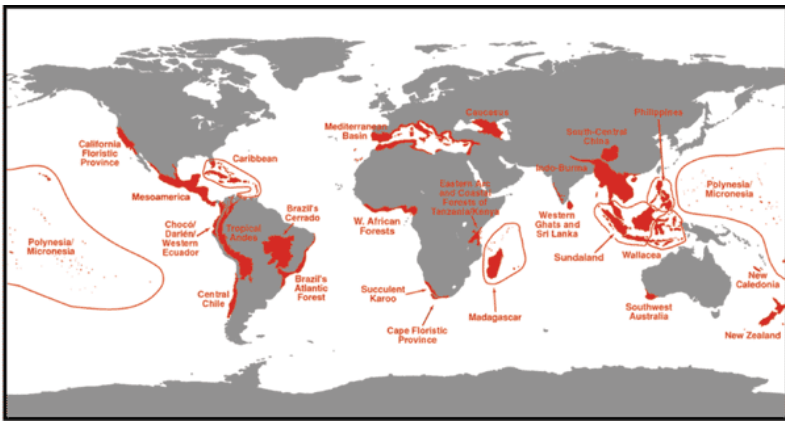 Philippines
Caucasus
Mediterranean
Basin
South-Central
China
California
Floristic
Province
Caribbean
Indo-Burma
Eastern Arc
and Coastal
Forests of
Tanzania/Kenya
Polynesia/
Micronesia
Mesoamerica
Brazil's
Cerrado
Chocó/
Darién/
Western
Ecuador
Tropical
Andes
W. African
Forests
Western
Ghats and
Sri Lanka
Polynesia/
Micronesia
Sundaland
Wallacea
Central
Chile
Brazil's
Atlantic
Forest
Succulent
Karoo
Cape Floristic
Province
Madagascar
New
Caledonia
Southwest
Australia
New Zealand